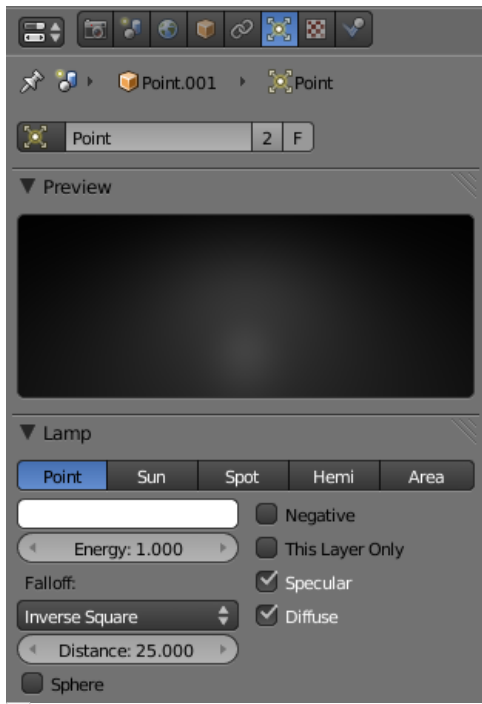 Point.001 Point
Point 2 F
Preview
Lamp
Point Sun Spot Hemi Area
Negative
Energy: 1.000 This Layer Only
Falloff: Specular
Inverse Square Diffuse
Distance: 25.000
Sphere